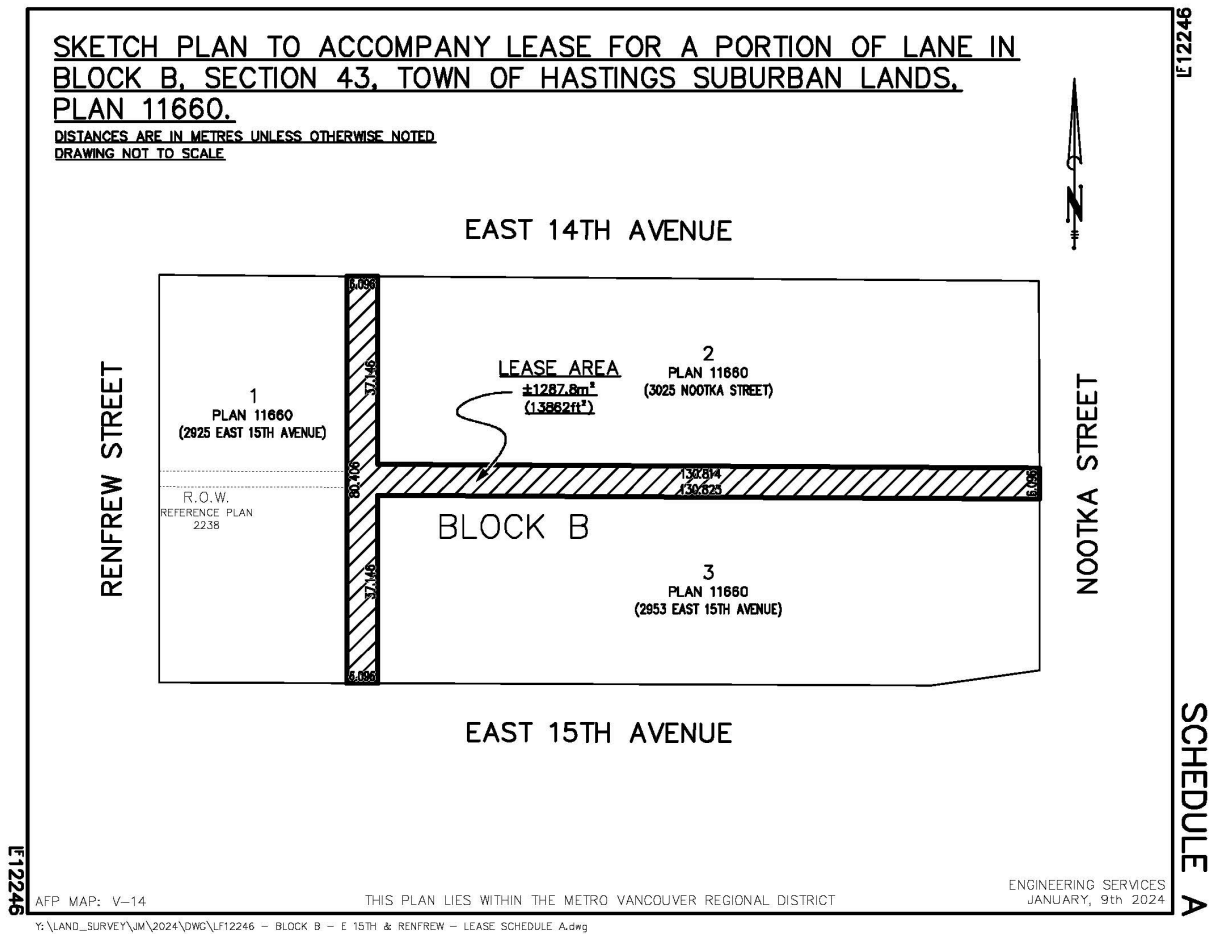 LF12246
SKETCH PLAN TO ACCOMPANY LEASE FOR A PORTION OF LANE IN
BLOCK B, SECTION 43, TOWN OF HASTINGS SUBURBAN LANDS,
PLAN 11660.
DISTANCES ARE IN METRES UNLESS OTHERWISE NOTED
DRAWING NOT TO SCALE
N
EAST 14TH AVENUE
6.096
37.146
LEASE AREA
±1287.8m²
(13862ft²)
2
PLAN 11660
(3025 NOOTKA STREET)
1
PLAN 11660
(2925 EAST 15TH AVENUE)
RENFREW STREET
NOOTKA STREET
80.406
130.814
130.823
6.096
R.O.W.
REFERENCE PLAN
2238
BLOCK B
37.146
3
PLAN 11660
(2953 EAST 15TH AVENUE)
6.096
EAST 15TH AVENUE
SCHEDULE A
LF12246
AFP MAP: V-14
THIS PLAN LIES WITHIN THE METRO VANCOUVER REGIONAL DISTRICT
ENGINEERING SERVICES
JANUARY, 9th 2024
Y:\LAND_SURVEY\JM\2024\DWG\LF12246 - BLOCK B - E 15TH & RENFREW - LEASE SCHEDULE A.dwg